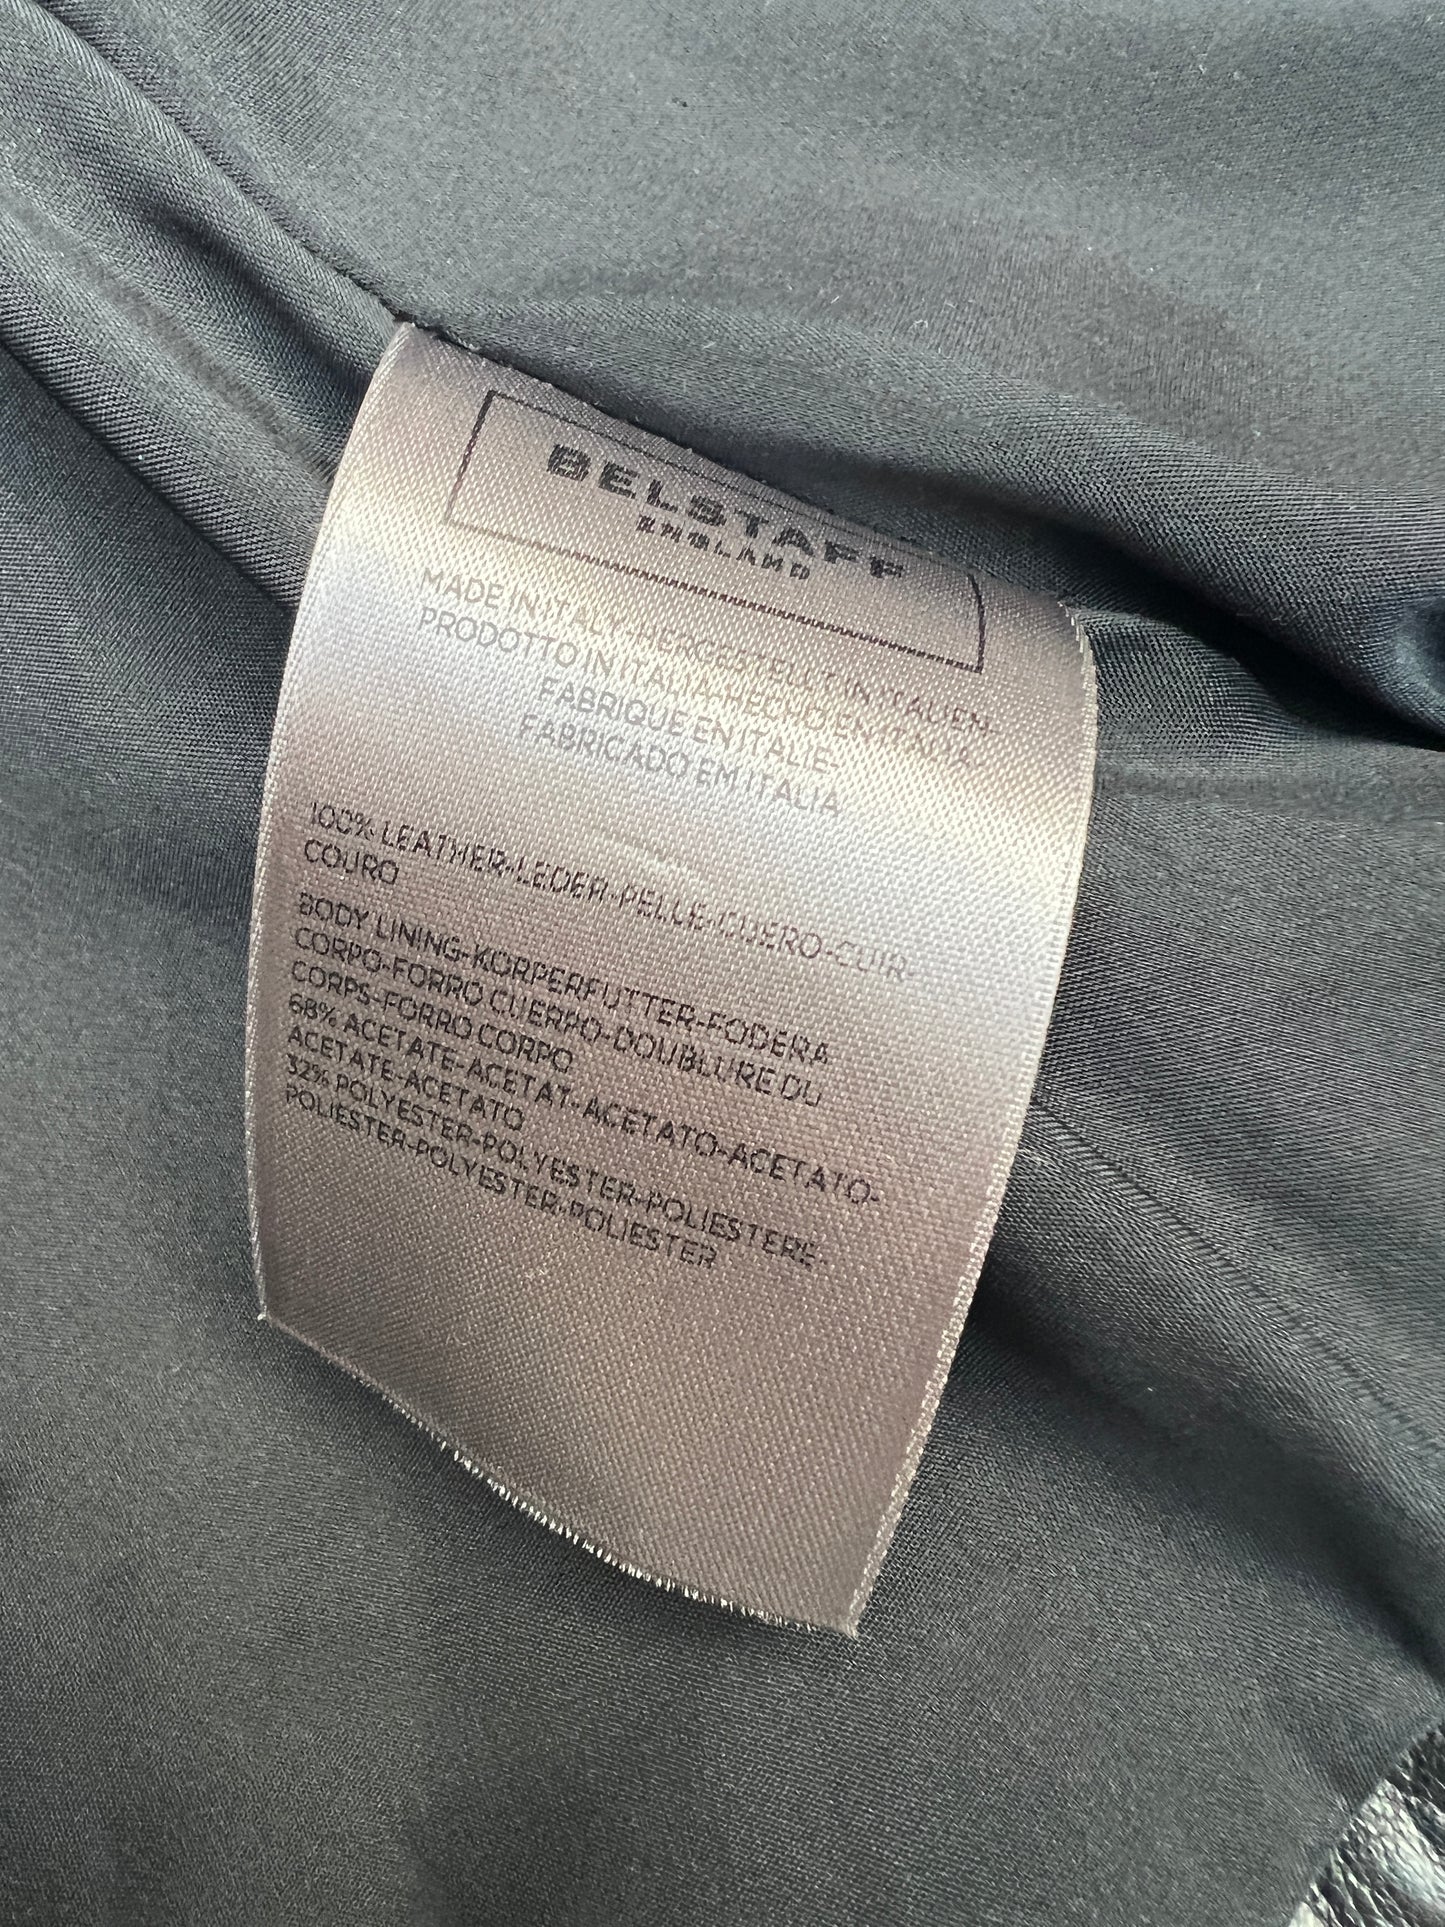 BELSTAFF
ENGLAND
MADE IN ITALY-HERGESTELLT IN ITALIEN-
PRODOTTO IN ITALIA-HECHO EN ITALIA-
FABRIQUE EN ITALIE-
FABRICADO EM ITALIA
100% LEATHER-LEDER-PELLE-CUERO-CUIR-
COURO
BODY LINING-KORPERFUTTER-FODERA
CORPO-FORRO CUERPO-DOUBLURE DU
CORPS-FORRO CORPO
68% ACETATE-ACETAT-ACETATO-ACETATO-
ACETATE-ACETATO
32% POLYESTER-POLYESTER-POLIESTERE-
POLIESTER-POLYESTER-POLIESTER